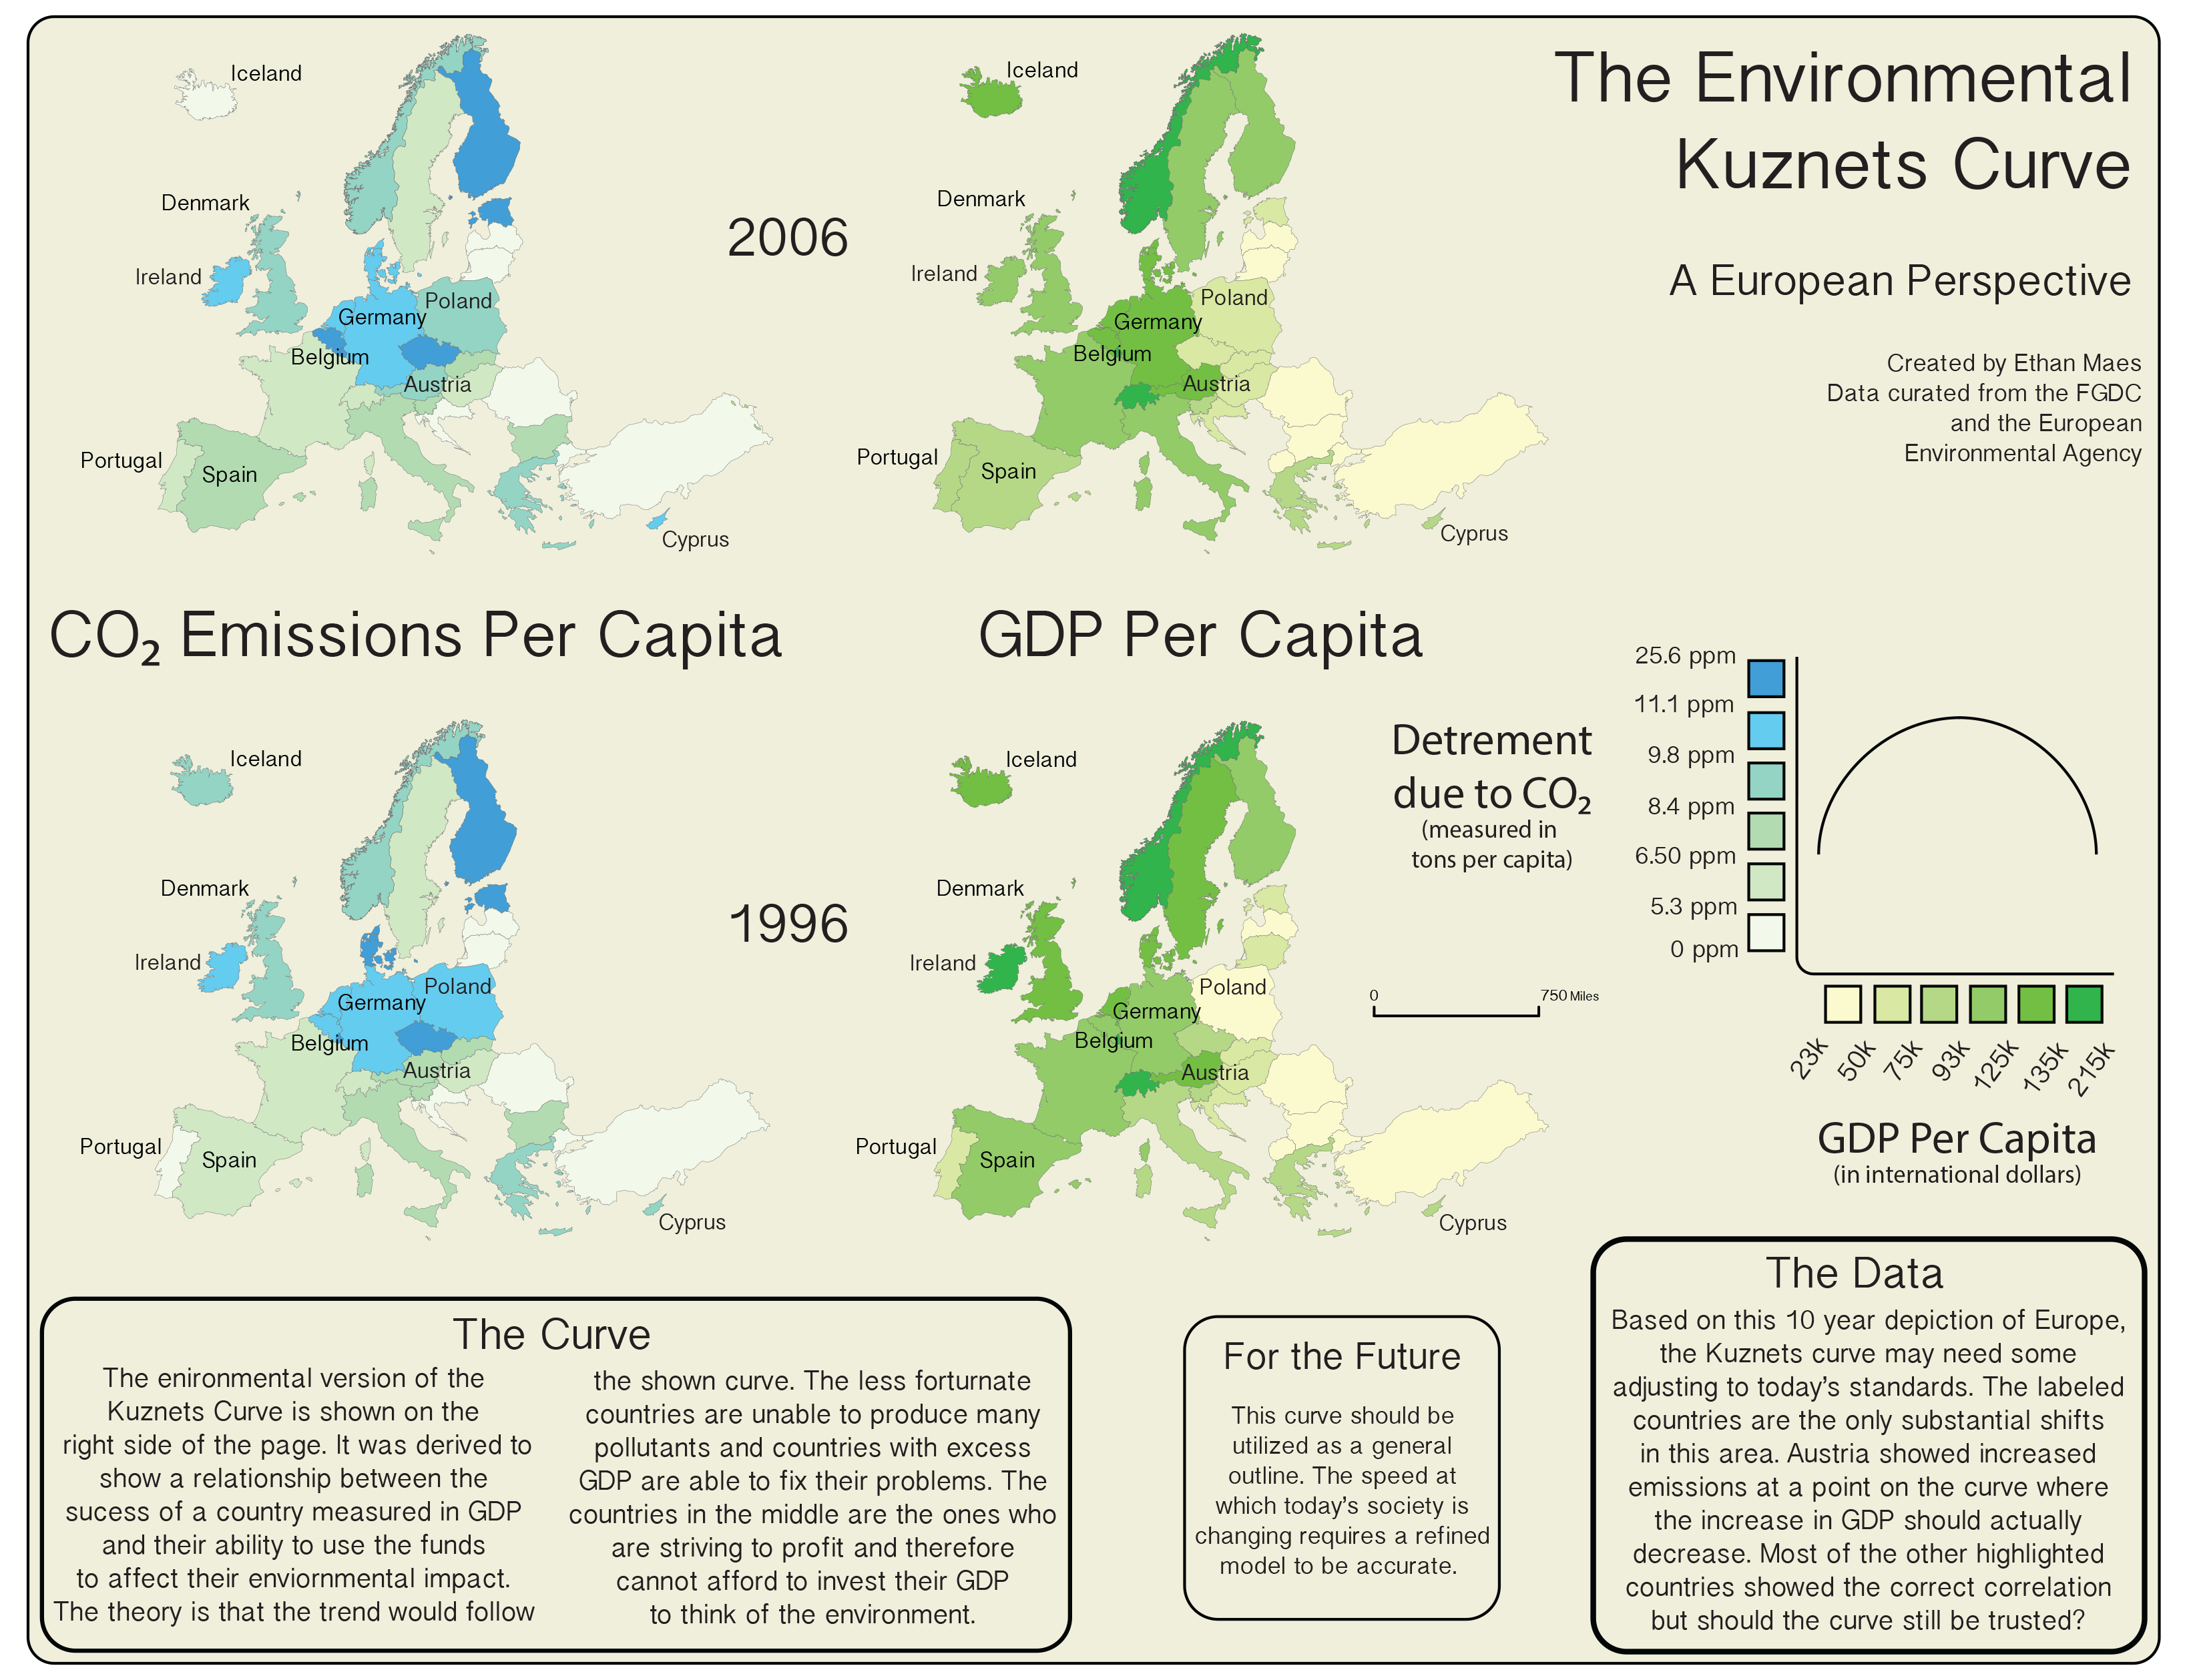 The Environmental
Kuznets Curve
A European Perspective
Created by Ethan Maes
Data curated from the FGDC
and the European
Environmental Agency
2006
Iceland
Denmark
Ireland
Poland
Germany
Belgium
Austria
Portugal
Spain
Cyprus
Iceland
Denmark
Ireland
Poland
Germany
Belgium
Austria
Portugal
Spain
Cyprus
CO₂ Emissions Per Capita
GDP Per Capita
1996
Iceland
Denmark
Ireland
Poland
Germany
Belgium
Austria
Portugal
Spain
Cyprus
Iceland
Denmark
Ireland
Poland
Germany
Belgium
Austria
Portugal
Spain
Cyprus
Detrement
due to CO₂
(measured in
tons per capita)
25.6 ppm
11.1 ppm
9.8 ppm
8.4 ppm
6.50 ppm
5.3 ppm
0 ppm
0 750 Miles
23k 50k 75k 93k 125k 135k 215k
GDP Per Capita
(in international dollars)
The Curve
The enironmental version of the
Kuznets Curve is shown on the
right side of the page. It was derived to
show a relationship between the
sucess of a country measured in GDP
and their ability to use the funds
to affect their enviornmental impact.
The theory is that the trend would follow
the shown curve. The less forturnate
countries are unable to produce many
pollutants and countries with excess
GDP are able to fix their problems. The
countries in the middle are the ones who
are striving to profit and therefore
cannot afford to invest their GDP
to think of the environment.
For the Future
This curve should be
utilized as a general
outline. The speed at
which today's society is
changing requires a refined
model to be accurate.
The Data
Based on this 10 year depiction of Europe,
the Kuznets curve may need some
adjusting to today's standards. The labeled
countries are the only substantial shifts
in this area. Austria showed increased
emissions at a point on the curve where
the increase in GDP should actually
decrease. Most of the other highlighted
countries showed the correct correlation
but should the curve still be trusted?